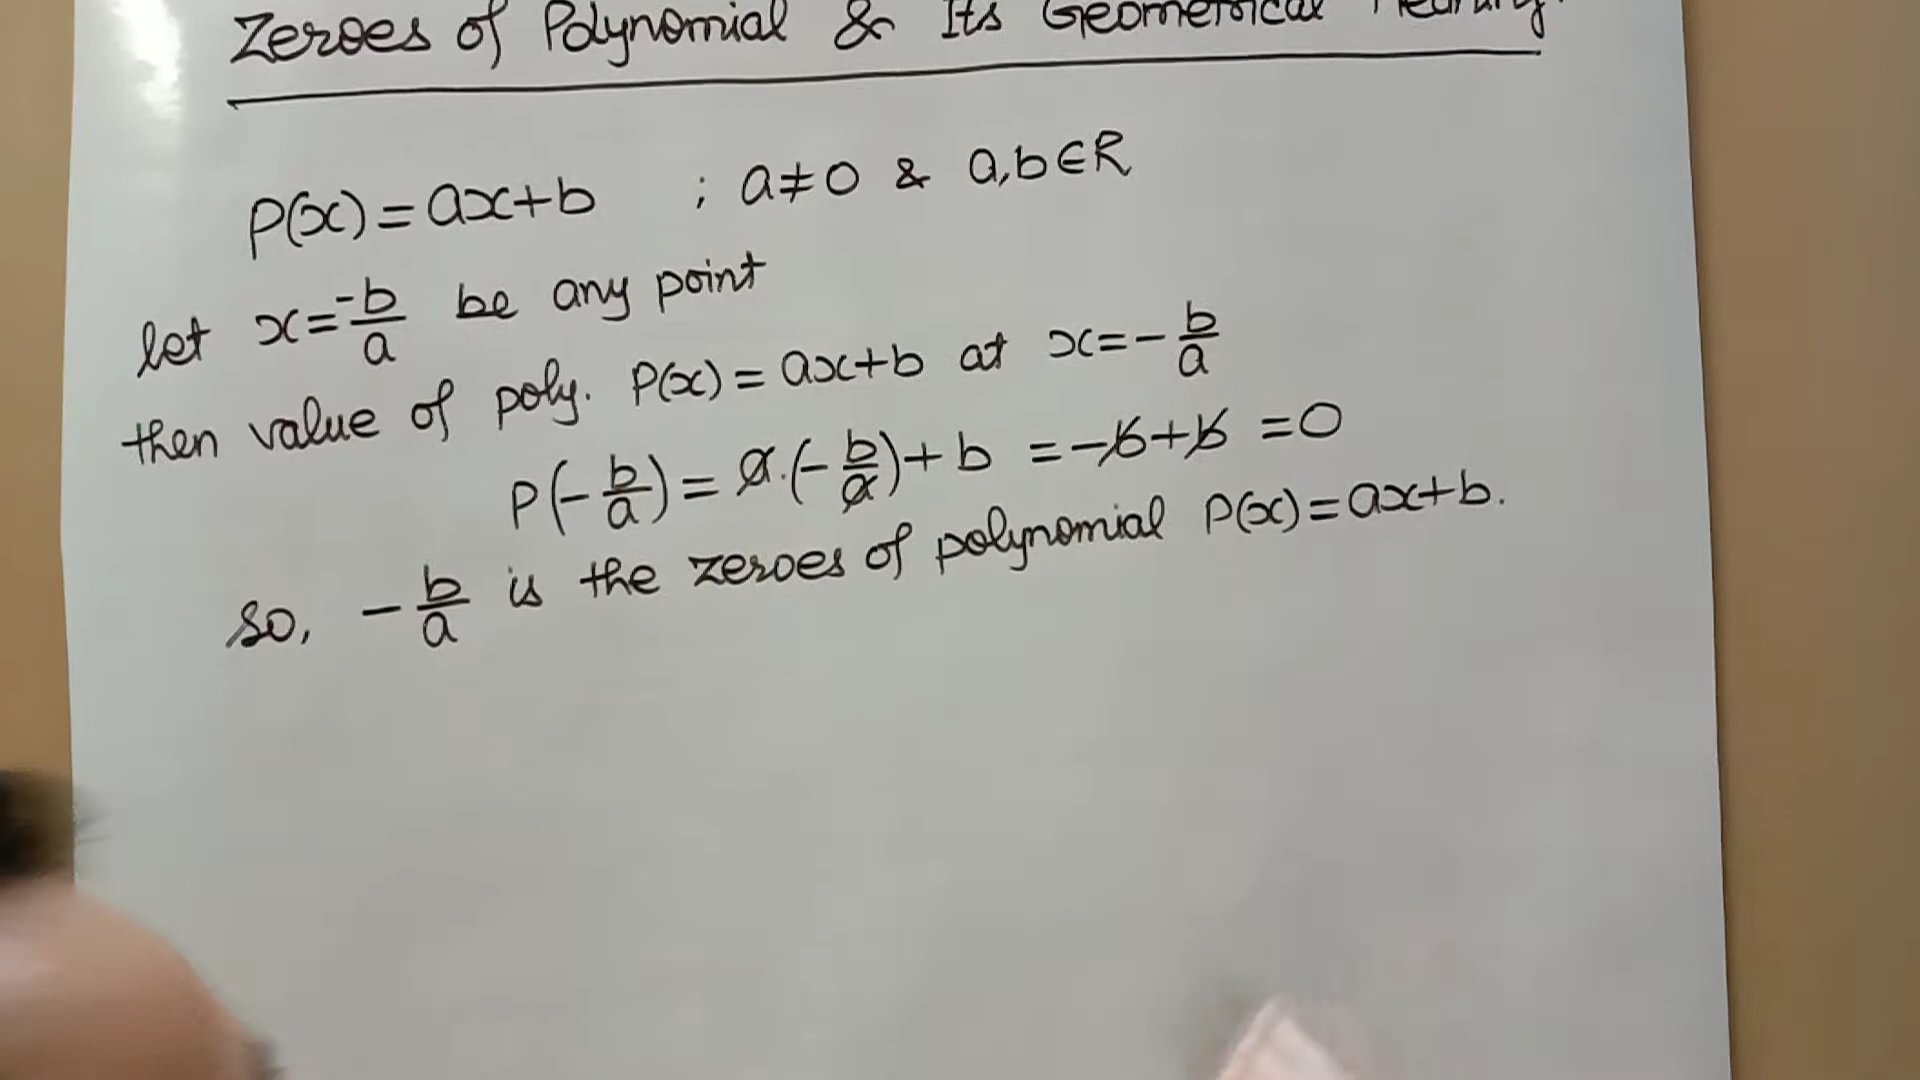 Zeroes of Polynomial & Its Geometrical Meaning.
P(x) = ax+b ; a≠0 & a,b∈R
let x = -b/a be any point
then value of poly. P(x) = ax+b at x = -b/a
P(-b/a) = a.(-b/a)+b = -b+b = 0
So, -b/a is the zeroes of polynomial P(x) = ax+b.